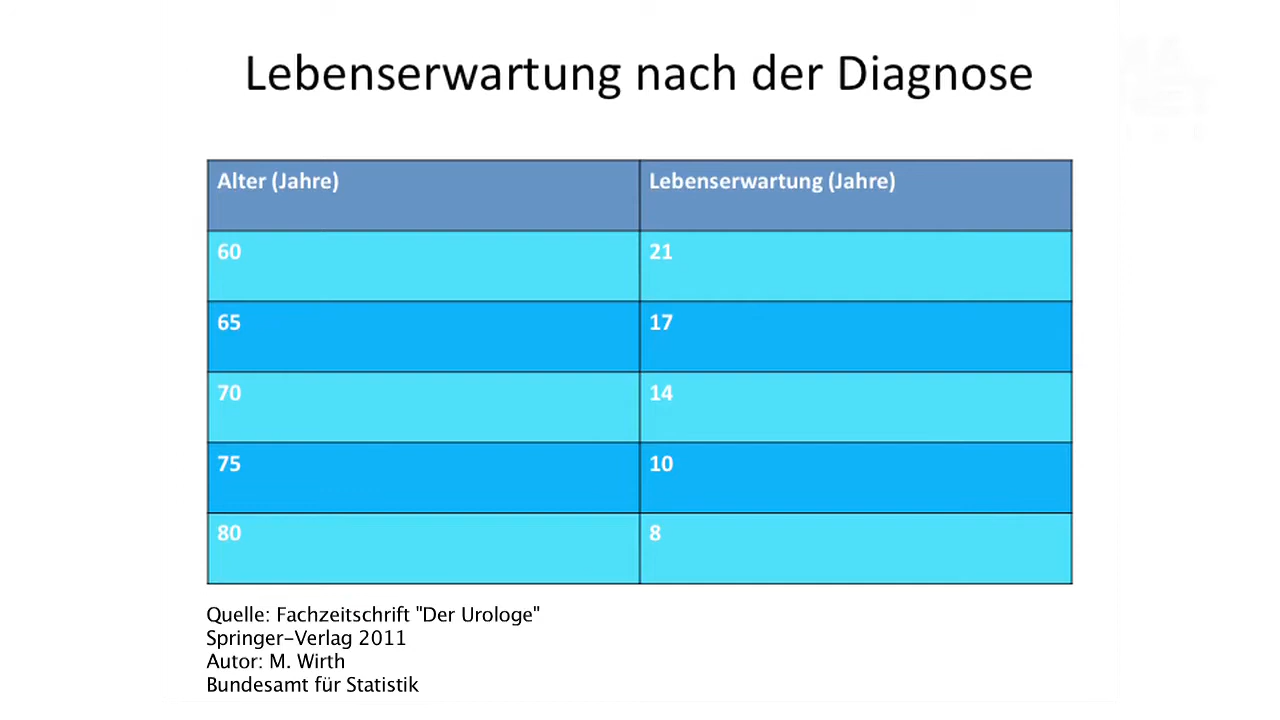 Lebenserwartung nach der Diagnose
Alter (Jahre) Lebenserwartung (Jahre)
60 21
65 17
70 14
75 10
80 8
Quelle: Fachzeitschrift "Der Urologe"
Springer-Verlag 2011
Autor: M. Wirth
Bundesamt für Statistik